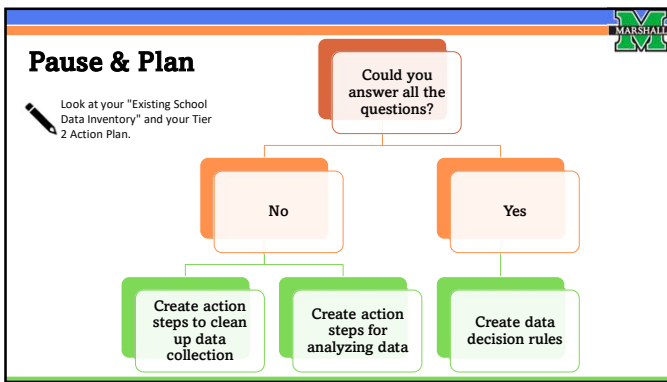 MARSHALL
Pause & Plan
Look at your "Existing School
Data Inventory" and your Tier
2 Action Plan.
Could you
answer all the
questions?
No
Yes
Create action
steps to clean
up data
collection
Create action
steps for
analyzing data
Create data
decision rules